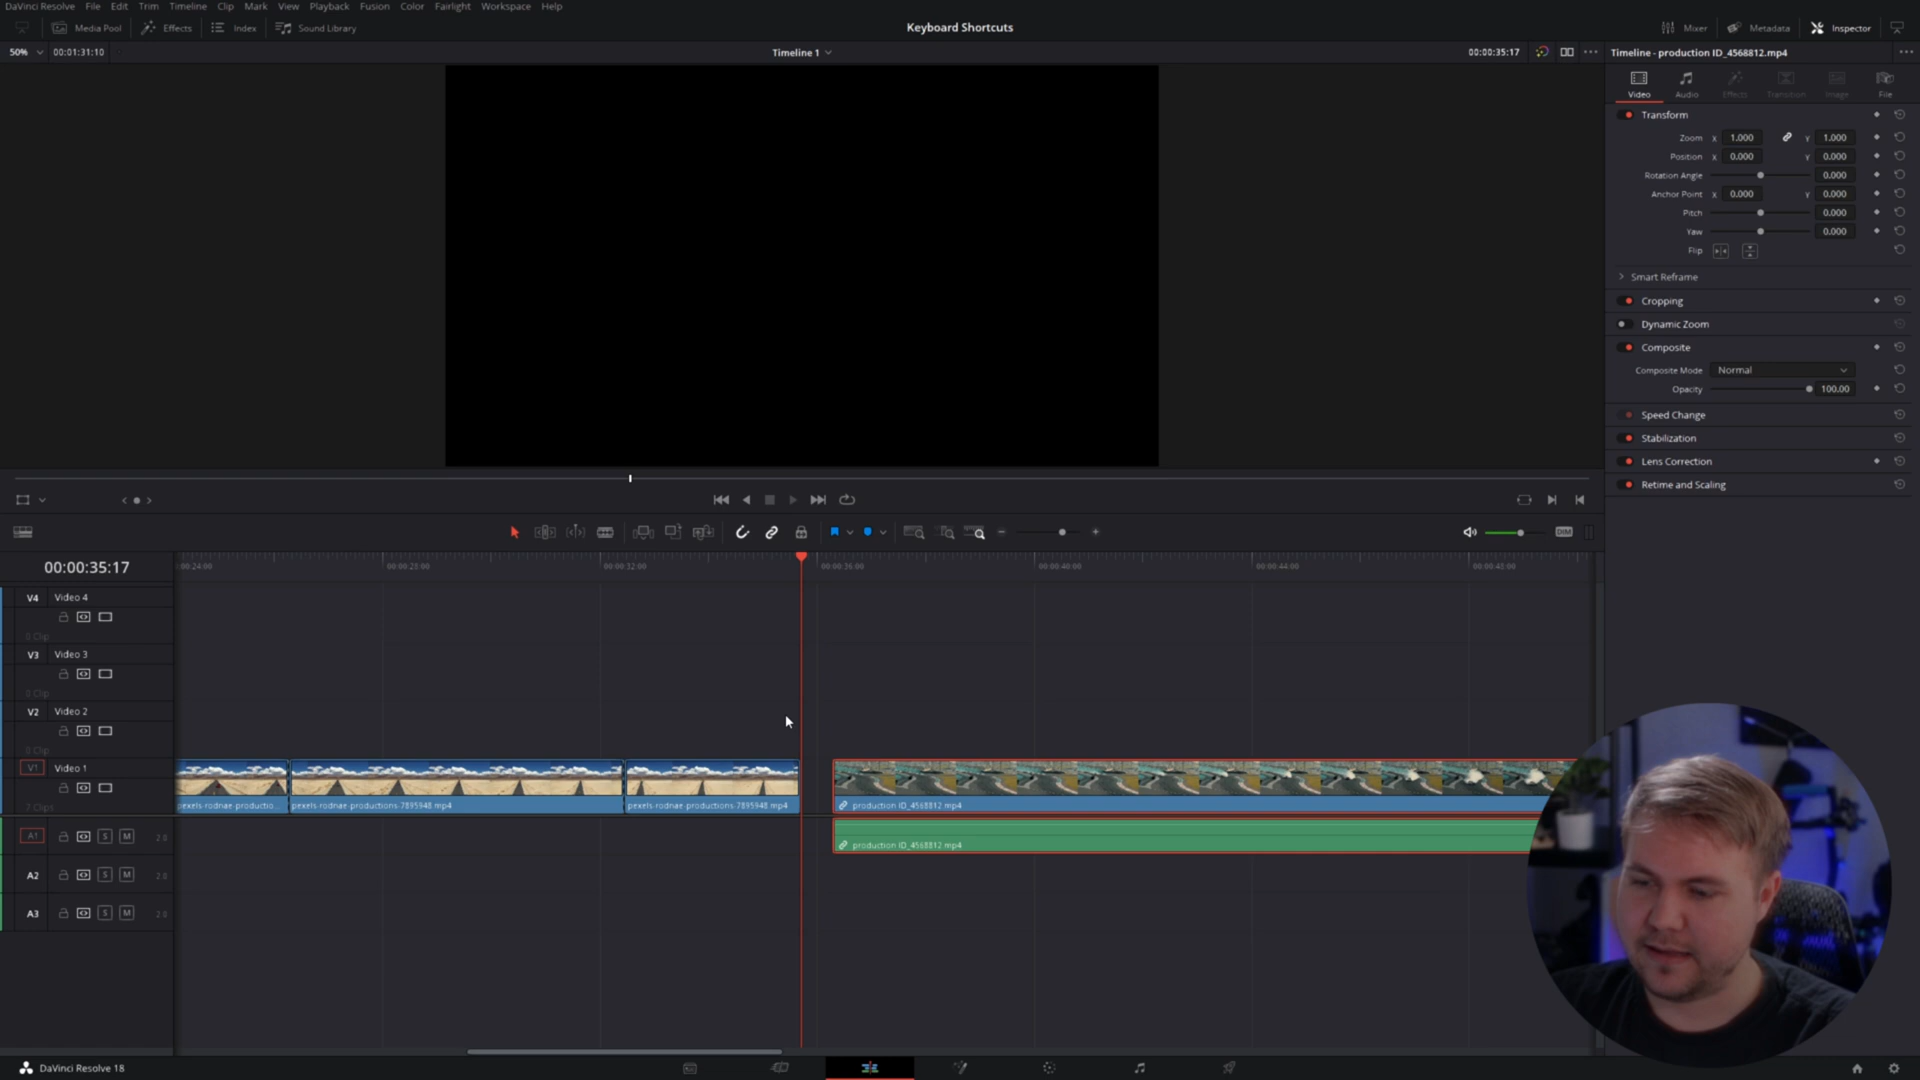 DaVinci Resolve File Edit Trim Timeline Clip Mark View Playback Fusion Color Fairlight Workspace Help
Media Pool Effects Index Sound Library Keyboard Shortcuts Mixer Metadata Inspector
50% 00:01:31:10 Timeline 1 00:00:35:17 Timeline - production ID_4568812.mp4
Video Audio Effects Transition Image File
Transform
Zoom X 1.000 Y 1.000
Position X 0.000 Y 0.000
Rotation Angle 0.000
Anchor Point X 0.000 Y 0.000
Pitch 0.000
Yaw 0.000
Flip
Smart Reframe
Cropping
Dynamic Zoom
Composite
Composite Mode Normal
Opacity 100.00
Speed Change
Stabilization
Lens Correction
Retime and Scaling
DIM
00:00:35:17 00:00:28:00 00:00:32:00 00:00:36:00 00:00:40:00 00:00:44:00 00:00:48:00
V4 Video 4
0 Clip
V3 Video 3
0 Clip
V2 Video 2
0 Clip
V1 Video 1
7 Clips
pexels-rodnae-productio... pexels-rodnae-productions-7895948.mp4 pexels-rodnae-productions-7895948.mp4 production ID_4568812.mp4
A1 S M 2.0
production ID_4568812.mp4
A2 S M 2.0
A3 S M 2.0
DaVinci Resolve 18